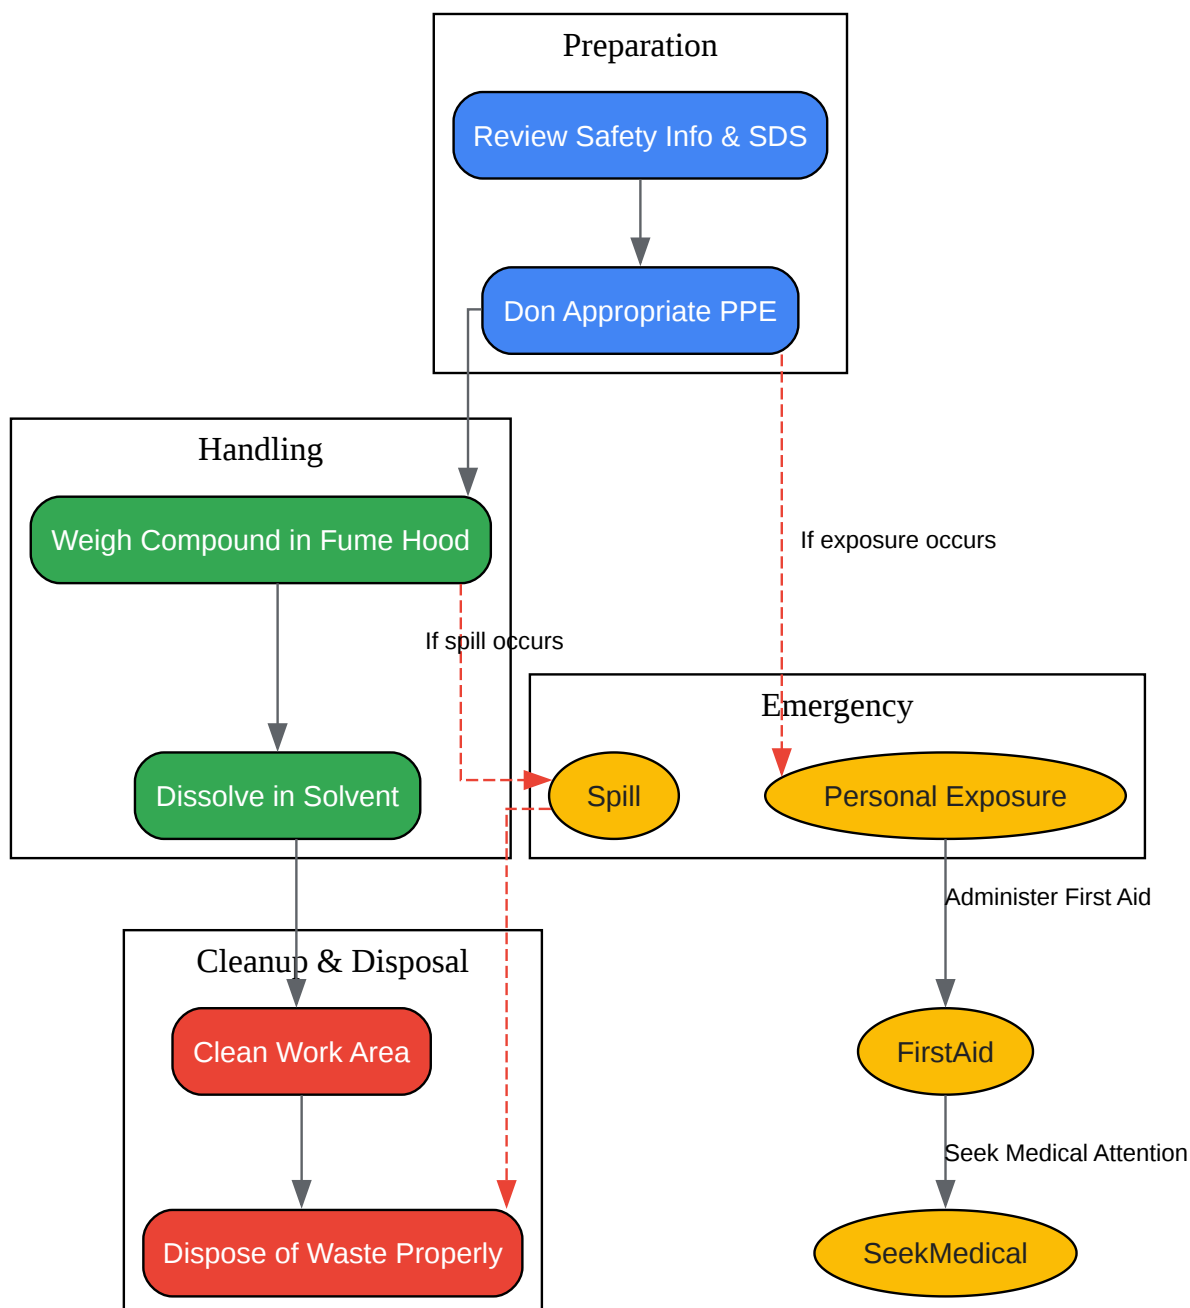 Preparation
Review Safety Info & SDS
Don Appropriate PPE
Handling
Weigh Compound in Fume Hood
If exposure occurs
If spill occurs
Emergency
Dissolve in Solvent
Spill
Personal Exposure
Administer First Aid
Cleanup & Disposal
Clean Work Area
FirstAid
Seek Medical Attention
Dispose of Waste Properly
SeekMedical